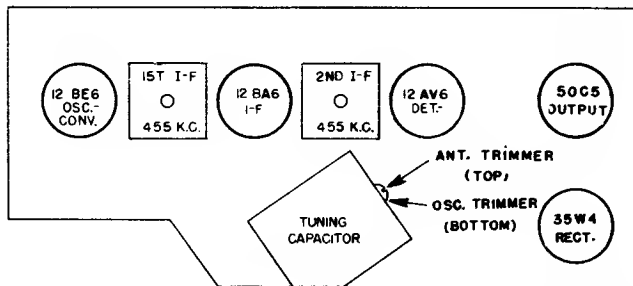 12 BE6
OSC.-
CONV.
1ST I-F
455 K.C.
12 BA6
I-F
2ND I-F
455 K.C.
12 AV6
DET.-
50C5
OUTPUT
ANT. TRIMMER
(TOP)
OSC. TRIMMER
(BOTTOM)
TUNING
CAPACITOR
35W4
RECT.